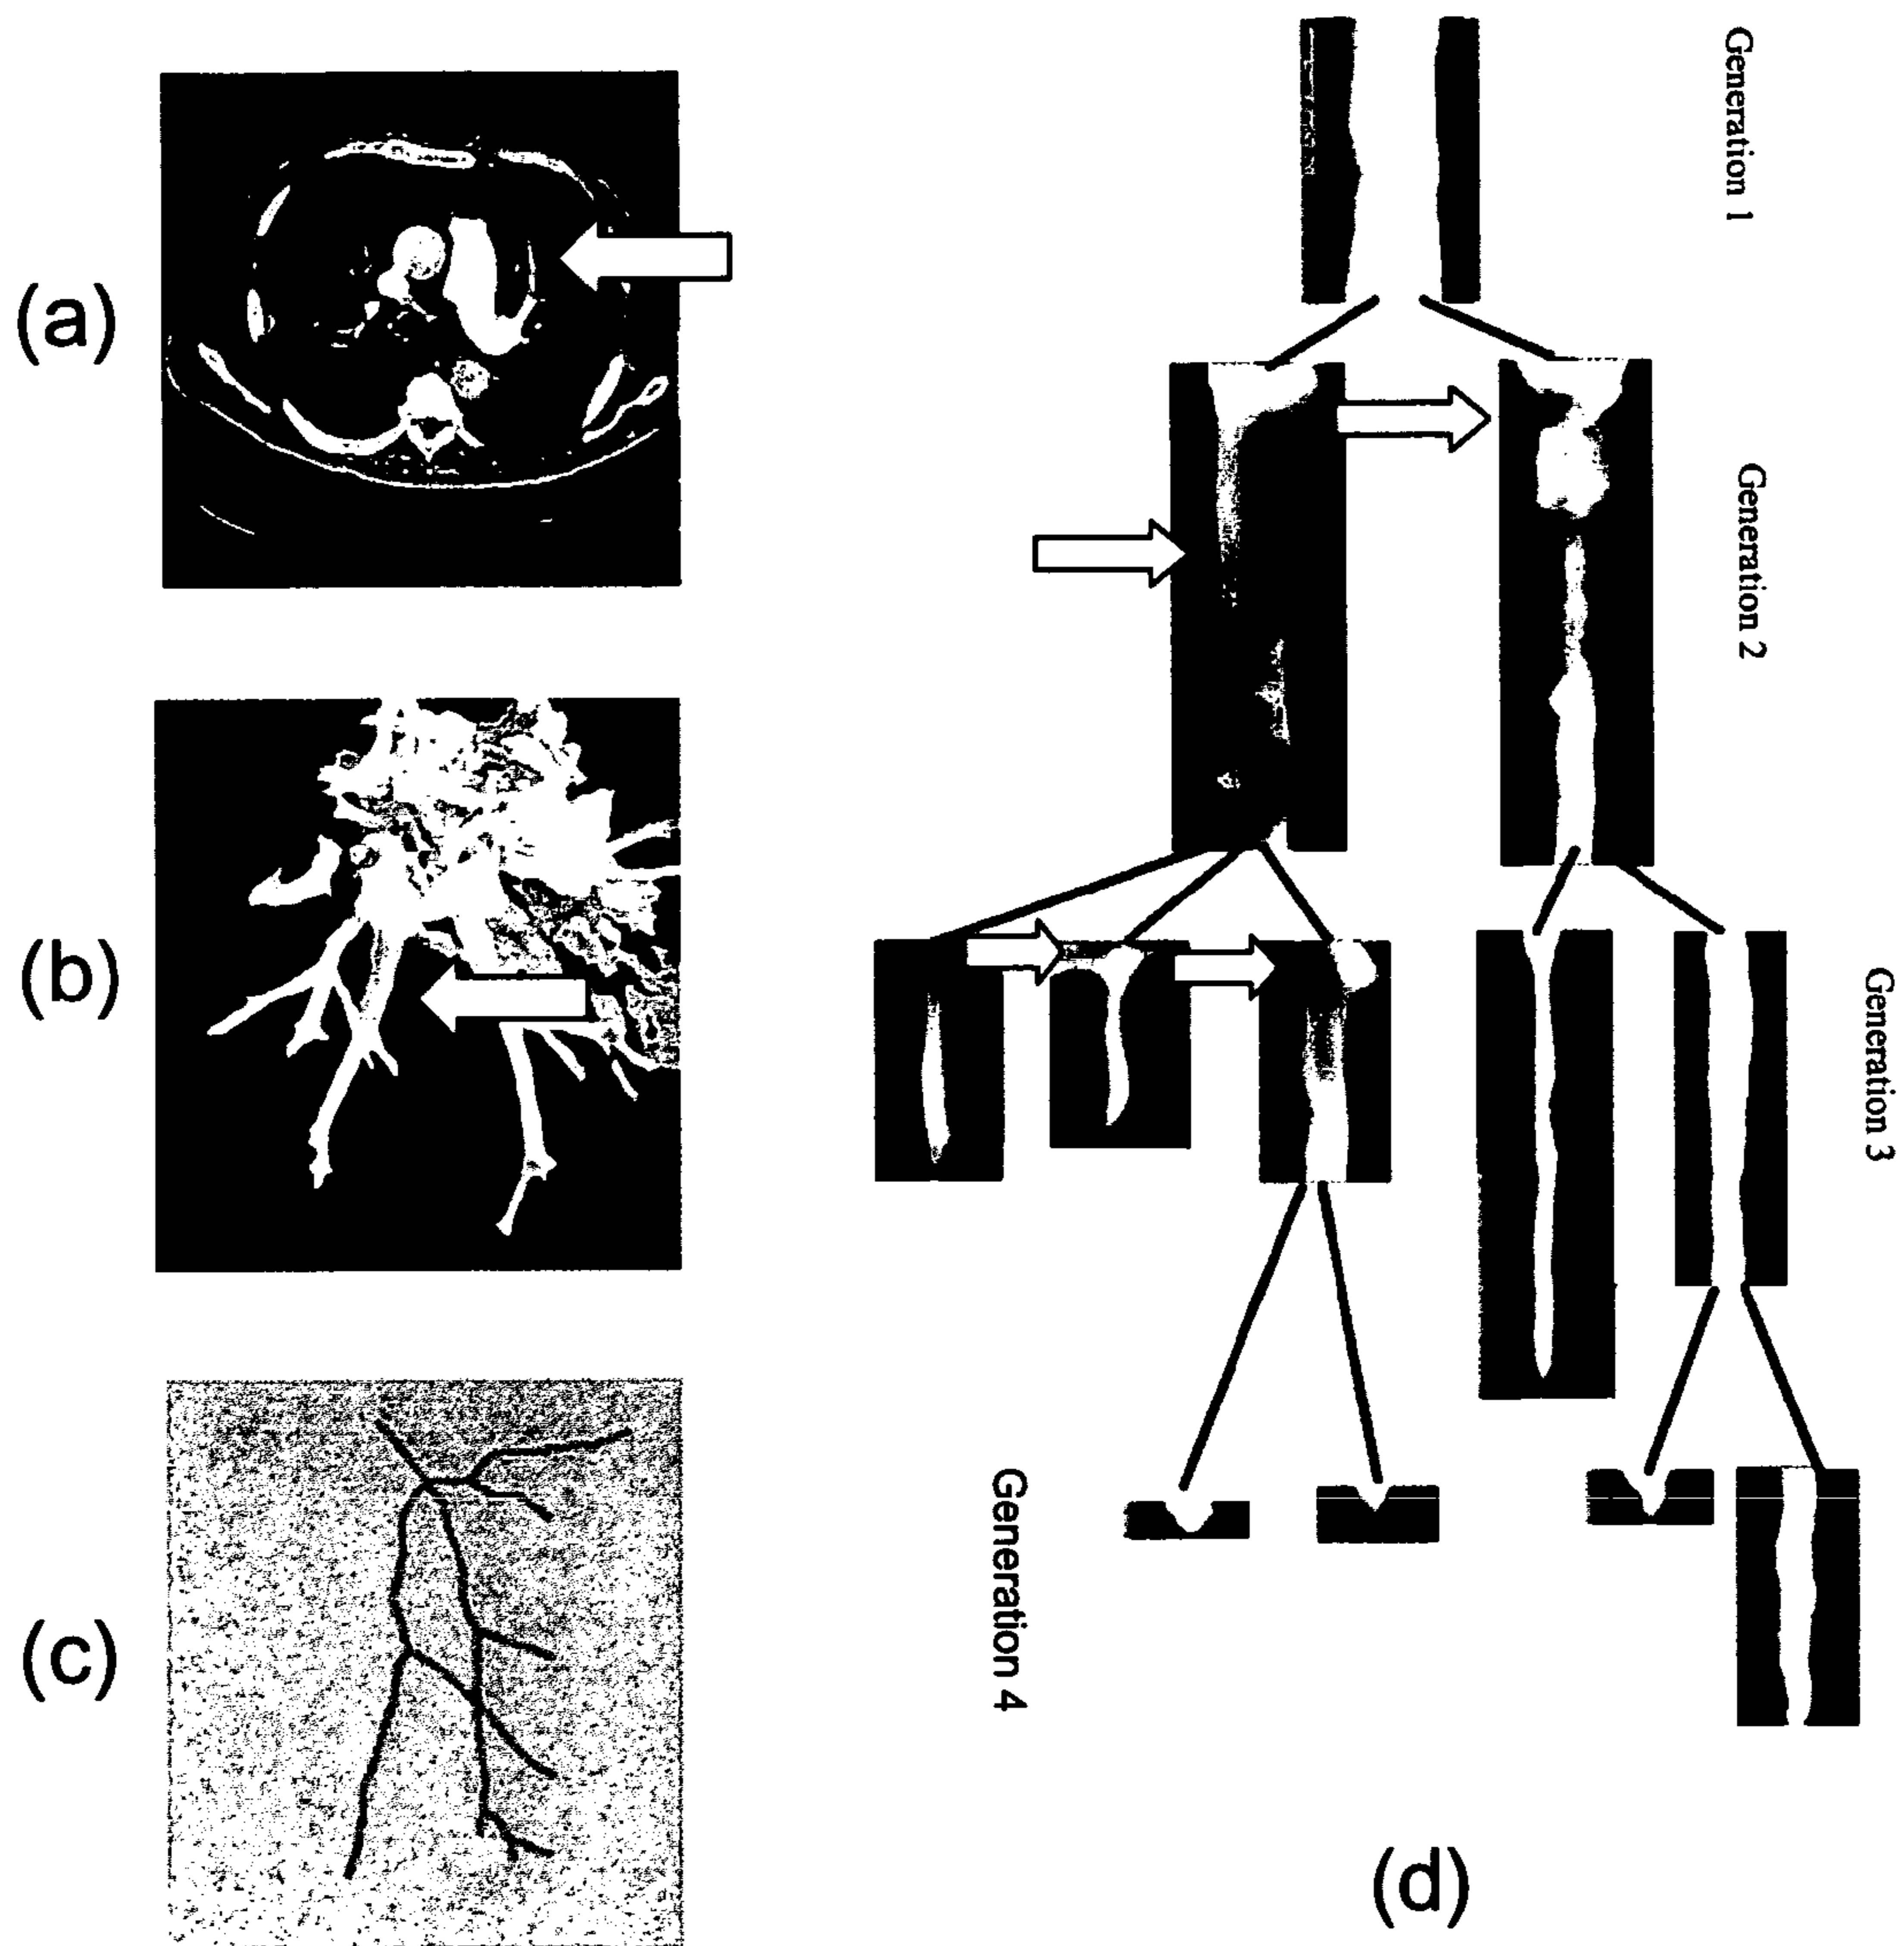 (a)
(b)
(c)
Generation 1
Generation 2
Generation 3
Generation 4
(d)